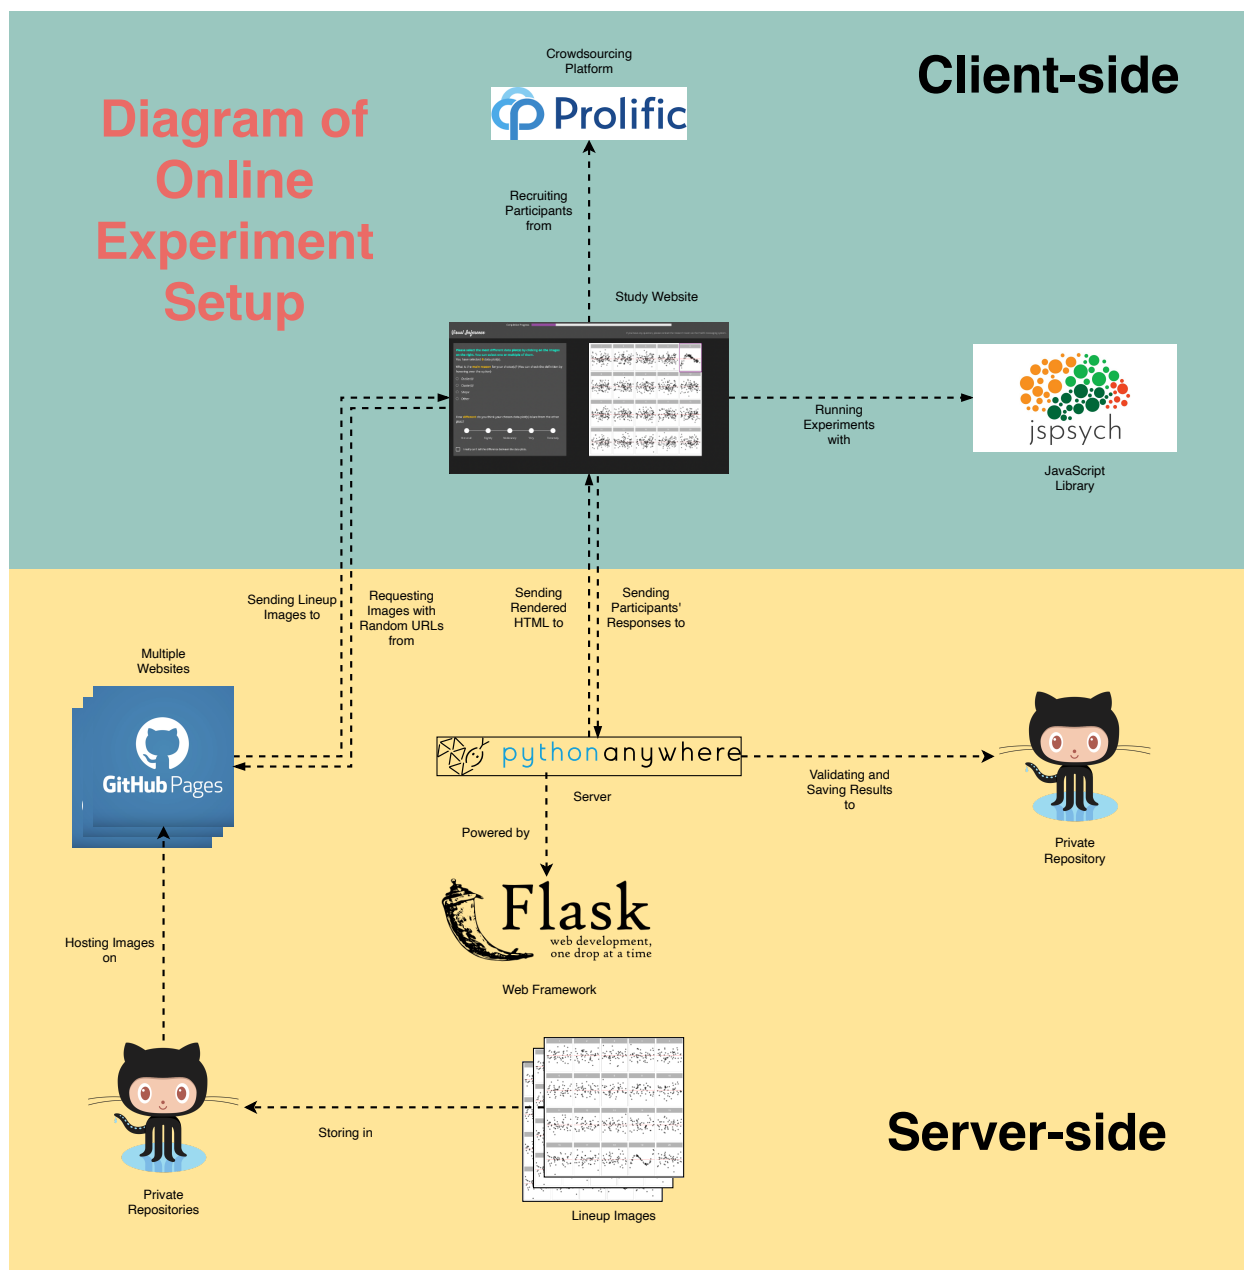 Client-side
Diagram of
Online
Experiment
Setup
Crowdsourcing
Platform
Prolific
Recruiting
Participants
from
Study Website
Visual Inference
Running
Experiments
with
jspsych
JavaScript
Library
Sending Lineup
Images to
Requesting
Images with
Random URLs
from
Sending
Rendered
HTML to
Sending
Participants'
Responses to
Multiple
Websites
GitHub Pages
pythonanywhere
Server
Validating and
Saving Results
to
Private
Repository
Powered by
Flask
web development,
one drop at a time
Web Framework
Hosting Images
on
Storing in
Private
Repositories
Lineup Images
Server-side